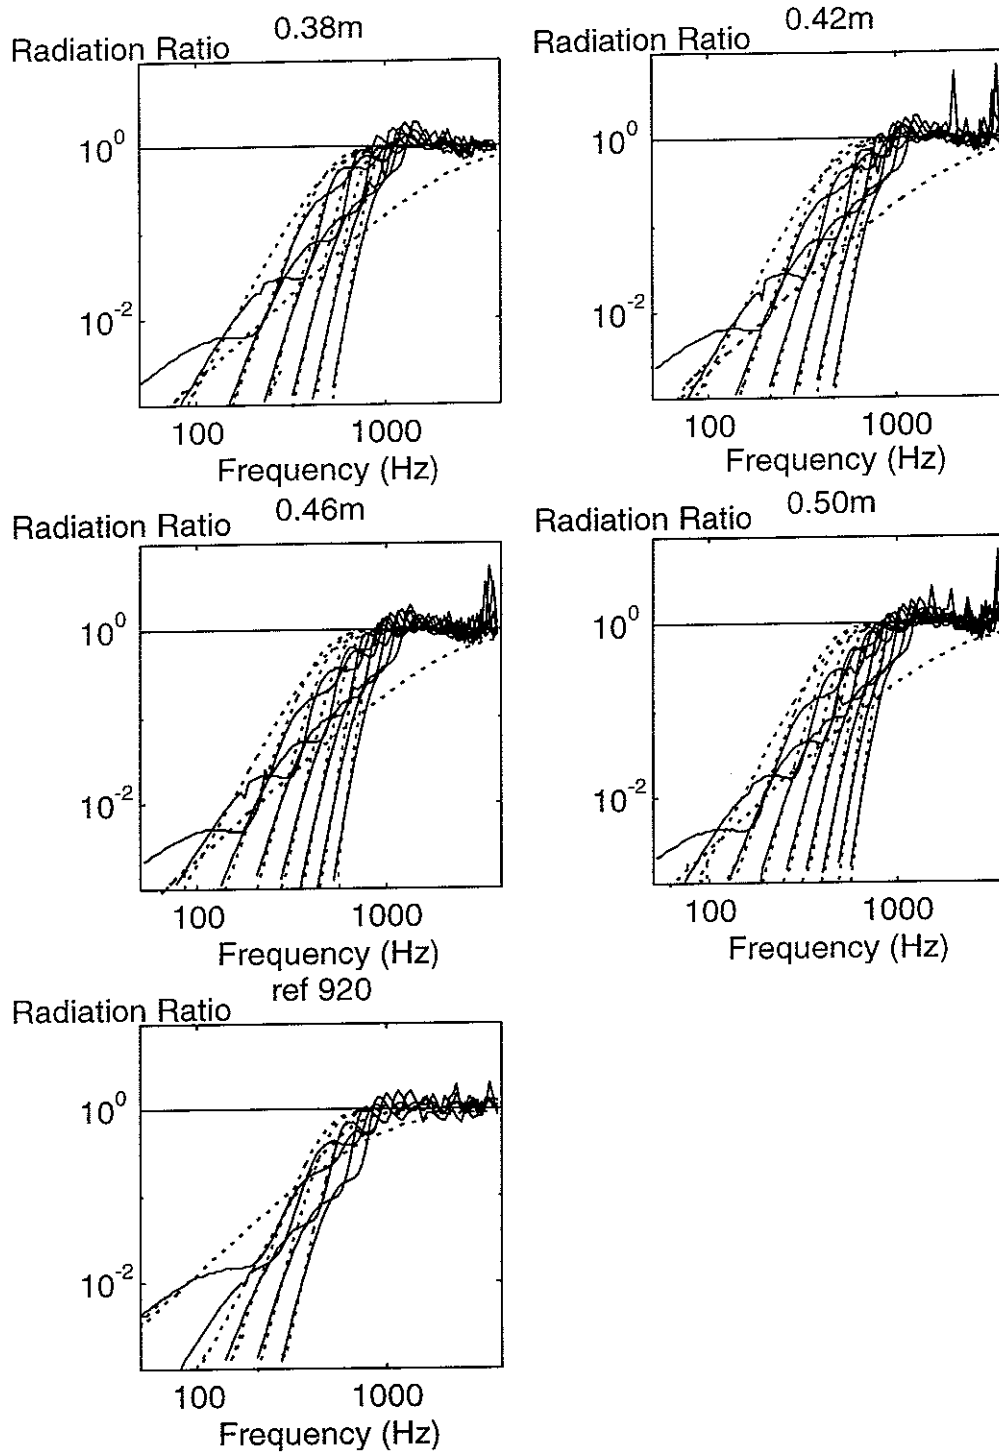 0.38m
Radiation Ratio
10^0
10^-2
100 1000
Frequency (Hz)
0.42m
Radiation Ratio
10^0
10^-2
100 1000
Frequency (Hz)
0.46m
Radiation Ratio
10^0
10^-2
100 1000
Frequency (Hz)
0.50m
Radiation Ratio
10^0
10^-2
100 1000
Frequency (Hz)
ref 920
Radiation Ratio
10^0
10^-2
100 1000
Frequency (Hz)